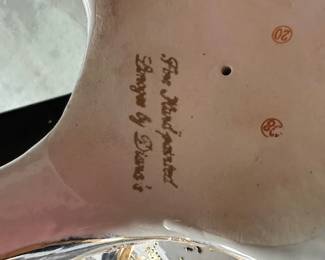 Fine Hand painted
Limoges by Diana's
20